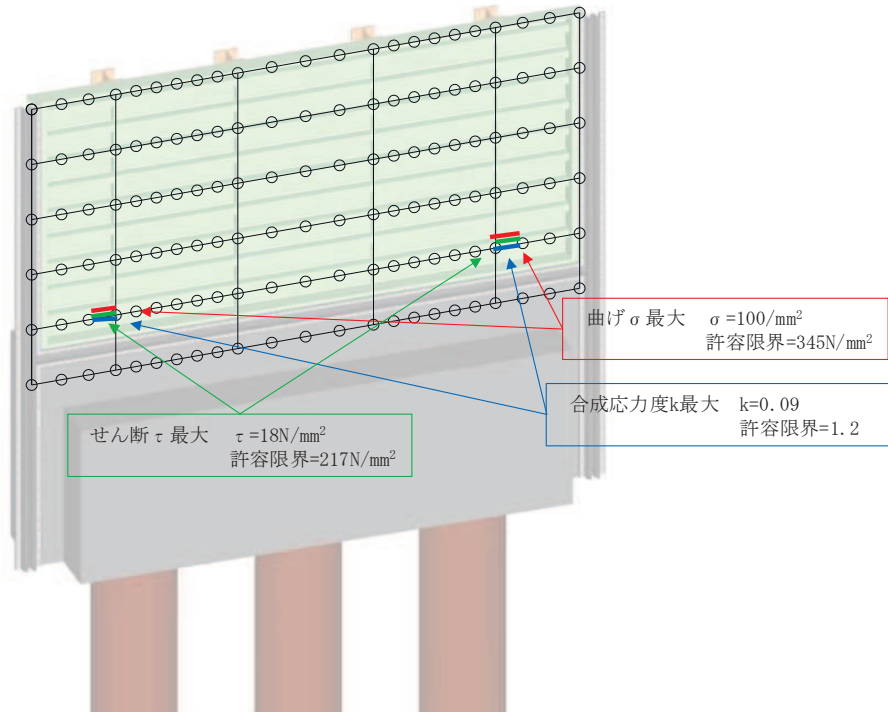 曲げσ最大 σ=100/mm²
許容限界=345N/mm²
合成応力度k最大 k=0.09
許容限界=1.2
せん断τ最大 τ=18N/mm²
許容限界=217N/mm²